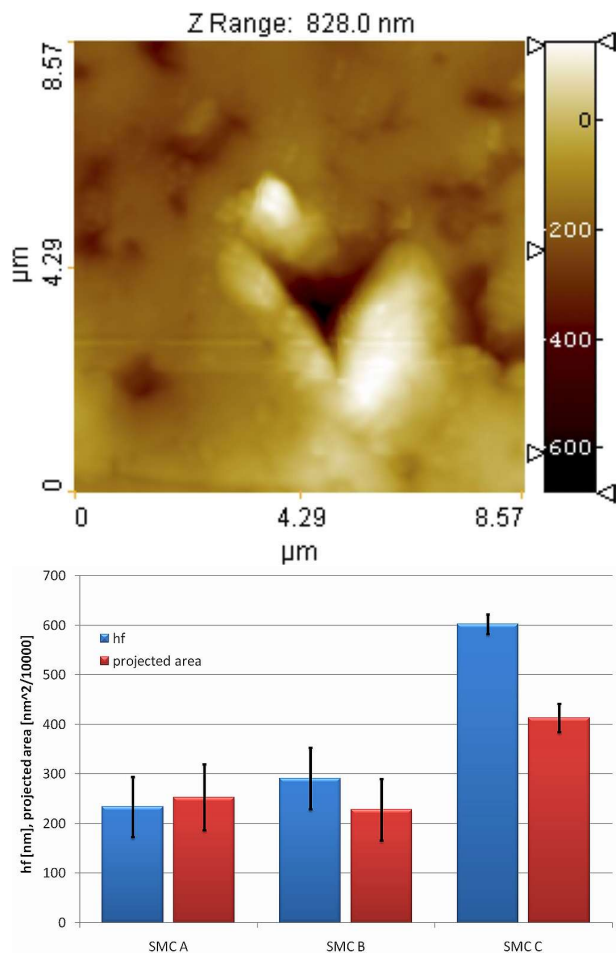 Z Range: 828.0 nm
8.57
4.29
0
µm
0
200
400
600
0
4.29
8.57
µm
700
600
500
400
300
200
100
0
hf [nm], projected area [nm^2/10000]
hf
projected area
SMC A
SMC B
SMC C